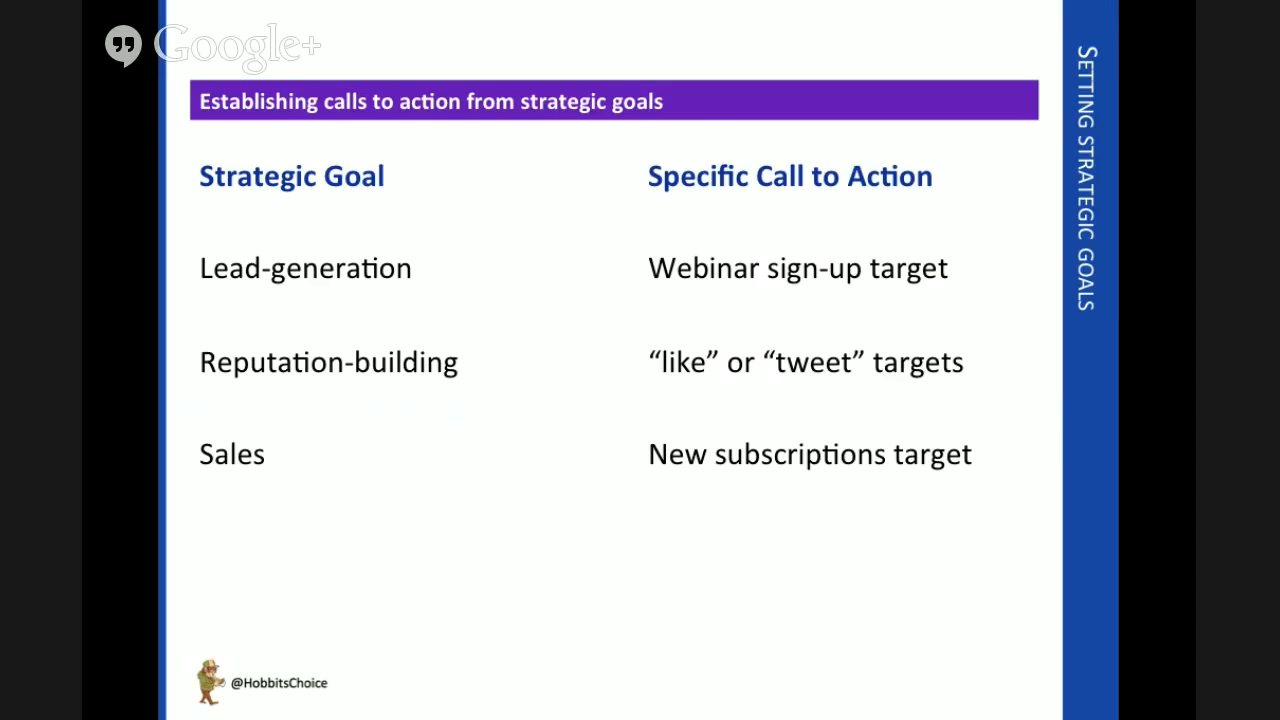 Google+
Establishing calls to action from strategic goals
Strategic Goal
Specific Call to Action
Lead-generation
Webinar sign-up target
Reputation-building
“like” or “tweet” targets
Sales
New subscriptions target
@HobbitsChoice
SETTING STRATEGIC GOALS